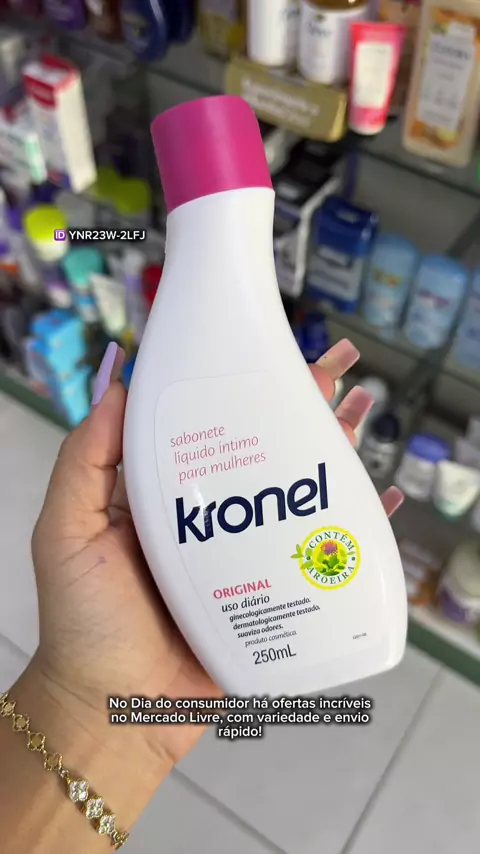 🆔 YNR23W-2LFJ
sabonete
líquido íntimo
para mulheres
kronel
CONTÉM
AROEIRA
ORIGINAL
uso diário
ginecologicamente testado.
dermatologicamente testado.
suaviza odores.
produto cosmético.
250mL
No Dia do consumidor há ofertas incríveis
no Mercado Livre, com variedade e envio
rápido!